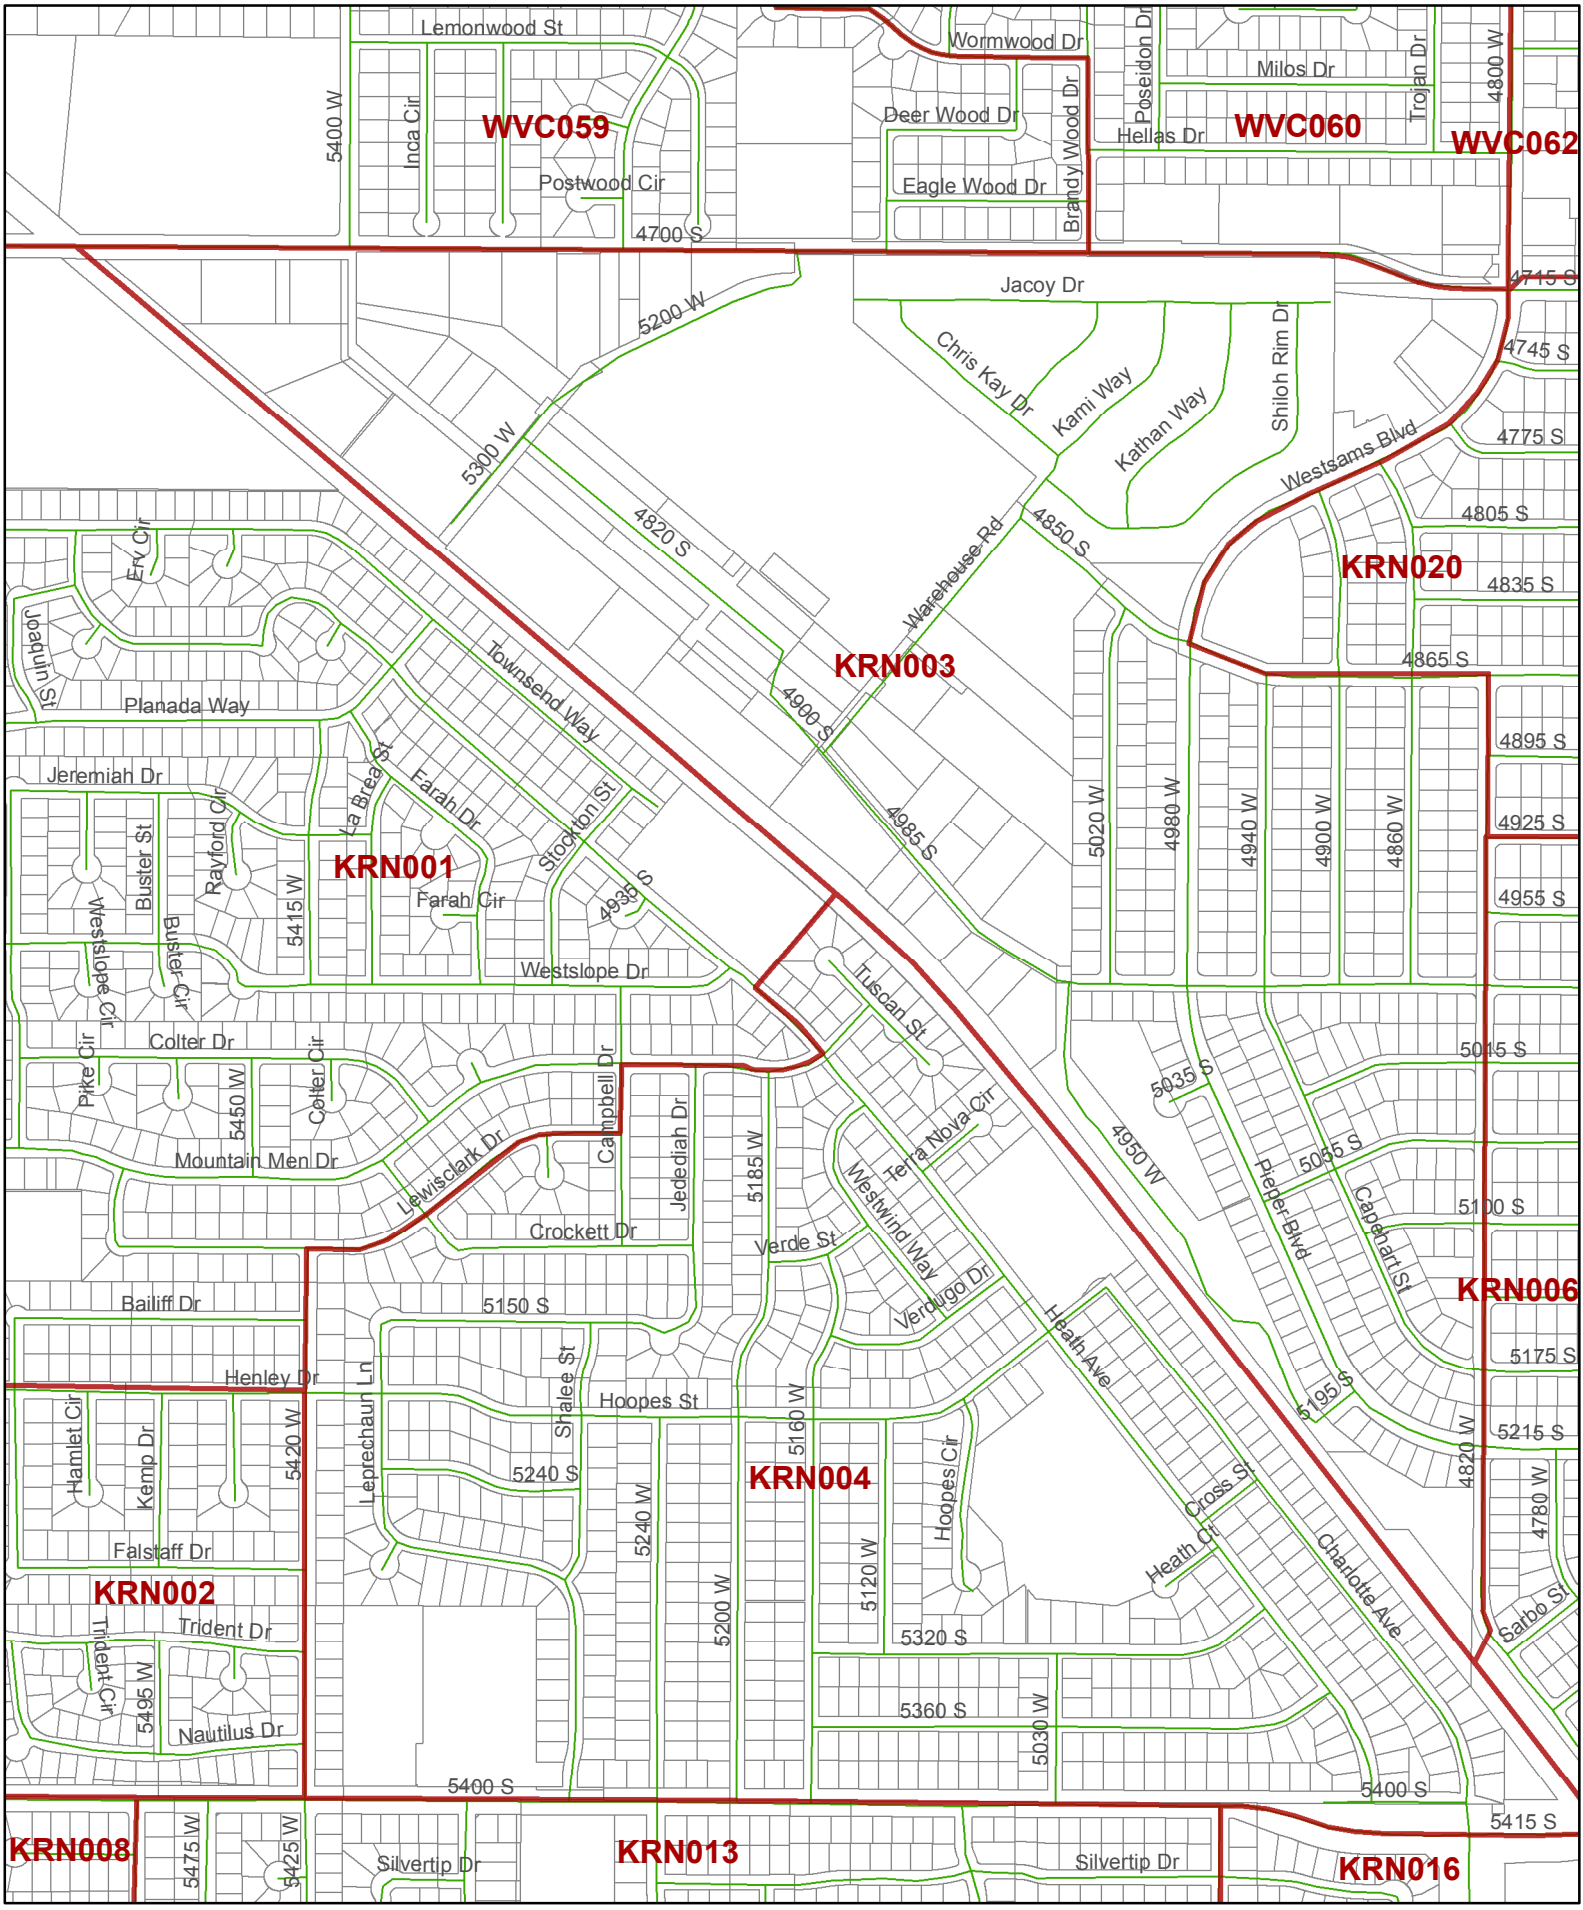 Lemonwood St
Wormwood Dr
Poseidon Dr
Milos Dr
Trojan Dr
4800 W
5400 W
Inca Cir
WVC059
Deer Wood Dr
Brandy Wood Dr
Hellas Dr
WVC060
WVC062
Postwood Cir
Eagle Wood Dr
4700 S
4715 S
Jacoy Dr
5200 W
Chris Kay Dr
Kami Way
Kathan Way
Shiloh Rim Dr
4745 S
Westsams Blvd
4775 S
5300 W
4820 S
Warehouse Rd
4850 S
4805 S
Erv Cir
KRN020
4835 S
Joaquin St
Townsend Way
KRN003
4865 S
Planada Way
4900 S
4895 S
Jeremiah Dr
La Brea St
Farah Dr
Stockton St
4985 S
5020 W
4980 W
4940 W
4900 W
4860 W
4925 S
Buster St
Rayford Cir
KRN001
Farah Cir
4935 S
4955 S
5415 W
Westslope Cir
Buster Cir
Westslope Dr
Tuscan St
Colter Dr
5015 S
Pike Cir
5450 W
Colter Cir
Campbell Dr
5035 S
Jedediah Dr
Terra Nova Cir
4950 W
5055 S
Mountain Men Dr
Lewisclark Dr
5185 W
Westwind Way
Pieper Blvd
Capehart St
5100 S
Crockett Dr
Verde St
Verdugo Dr
KRN006
Bailiff Dr
5150 S
Heath Ave
5175 S
Henley Dr
Leprechaun Ln
Shalee St
Hoopes St
5160 W
5195 S
5215 S
4820 W
Hamlet Cir
Kemp Dr
5420 W
5240 S
KRN004
Hoopes Cir
Cross St
4780 W
5240 W
Heath Ct
Charlotte Ave
Falstaff Dr
KRN002
5200 W
5120 W
Sarbo St
Trident Cir
Trident Dr
5320 S
5495 W
Nautilus Dr
5360 S
5030 W
5400 S
5400 S
5415 S
KRN008
5475 W
5425 W
Silvertip Dr
KRN013
Silvertip Dr
KRN016